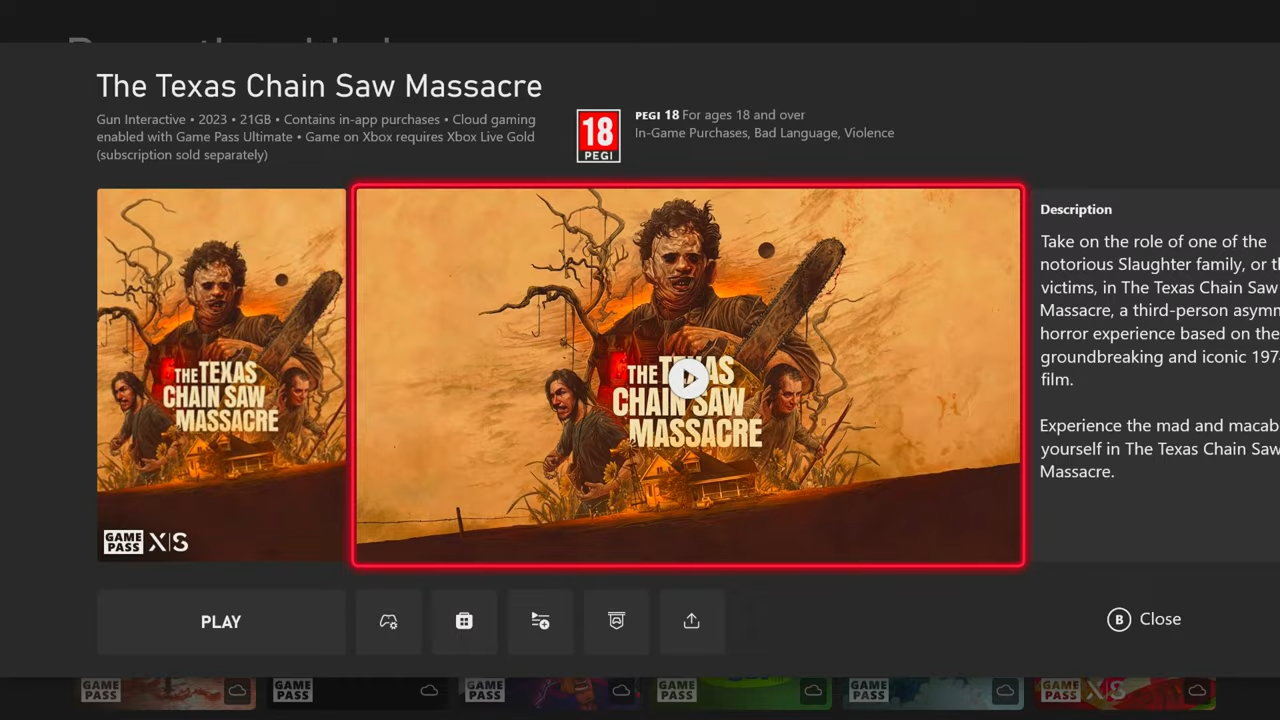 The Texas Chain Saw Massacre
Gun Interactive • 2023 • 21GB • Contains in-app purchases • Cloud gaming
enabled with Game Pass Ultimate • Game on Xbox requires Xbox Live Gold
(subscription sold separately)
18
PEGI
PEGI 18 For ages 18 and over
In-Game Purchases, Bad Language, Violence
THE TEXAS
CHAIN SAW
MASSACRE
GAME
PASS X|S
THE TEXAS
CHAIN SAW
MASSACRE
Description
Take on the role of one of the
notorious Slaughter family, or
victims, in The Texas Chain Saw
Massacre, a third-person
horror experience based on the
groundbreaking and iconic
film.
Experience the mad and
yourself in The Texas Chain Saw
Massacre.
PLAY
B Close
GAME
PASS
GAME
PASS
GAME
PASS
GAME
PASS
GAME
PASS
GAME
PASS X|S